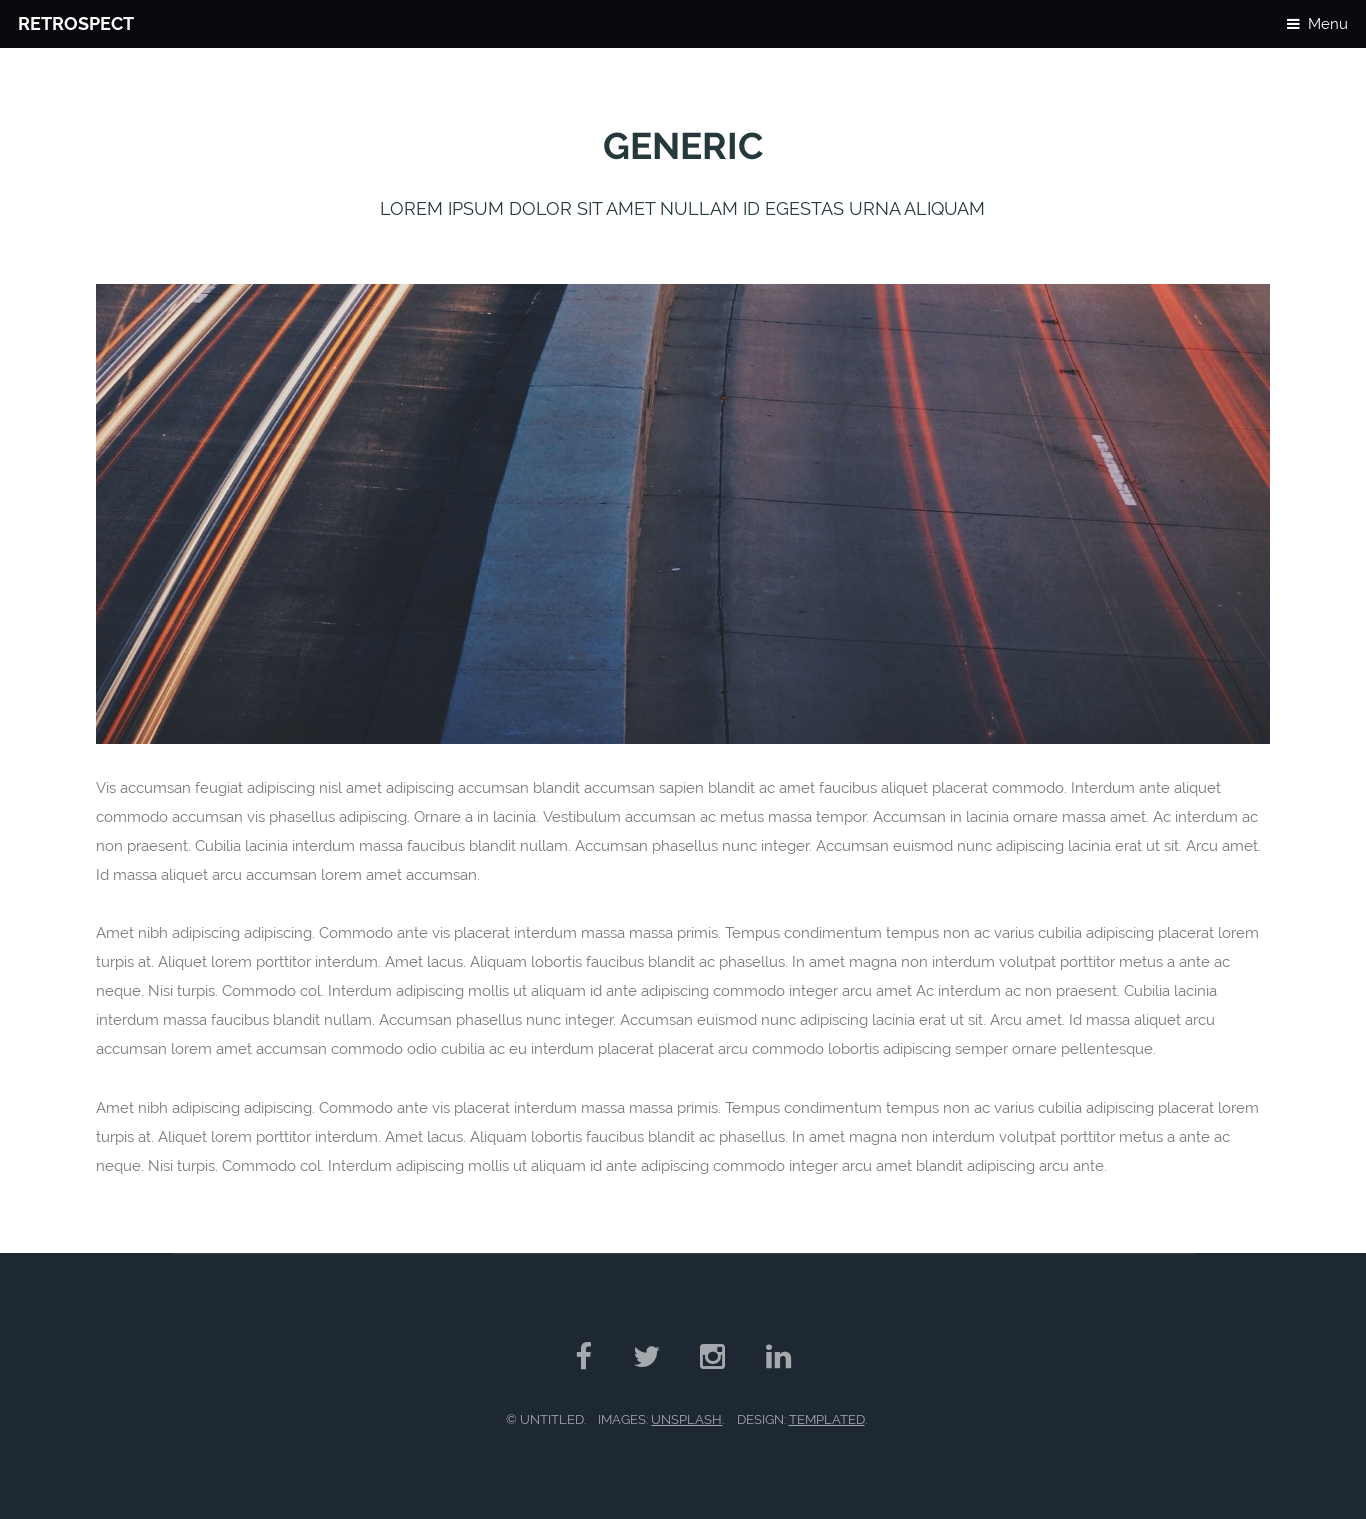 RETROSPECT
Menu
GENERIC
LOREM IPSUM DOLOR SIT AMET NULLAM ID EGESTAS URNA ALIQUAM
Vis accumsan feugiat adipiscing nisl amet adipiscing accumsan blandit accumsan sapien blandit ac amet faucibus aliquet placerat commodo. Interdum ante aliquet
commodo accumsan vis phasellus adipiscing. Ornare a in lacinia. Vestibulum accumsan ac metus massa tempor. Accumsan in lacinia ornare massa amet. Ac interdum ac
non praesent. Cubilia lacinia interdum massa faucibus blandit nullam. Accumsan phasellus nunc integer. Accumsan euismod nunc adipiscing lacinia erat ut sit. Arcu amet.
Id massa aliquet arcu accumsan lorem amet accumsan.
Amet nibh adipiscing adipiscing. Commodo ante vis placerat interdum massa massa primis. Tempus condimentum tempus non ac varius cubilia adipiscing placerat lorem
turpis at. Aliquet lorem porttitor interdum. Amet lacus. Aliquam lobortis faucibus blandit ac phasellus. In amet magna non interdum volutpat porttitor metus a ante ac
neque. Nisi turpis. Commodo col. Interdum adipiscing mollis ut aliquam id ante adipiscing commodo integer arcu amet Ac interdum ac non praesent. Cubilia lacinia
interdum massa faucibus blandit nullam. Accumsan phasellus nunc integer. Accumsan euismod nunc adipiscing lacinia erat ut sit. Arcu amet. Id massa aliquet arcu
accumsan lorem amet accumsan commodo odio cubilia ac eu interdum placerat placerat arcu commodo lobortis adipiscing semper ornare pellentesque.
Amet nibh adipiscing adipiscing. Commodo ante vis placerat interdum massa massa primis. Tempus condimentum tempus non ac varius cubilia adipiscing placerat lorem
turpis at. Aliquet lorem porttitor interdum. Amet lacus. Aliquam lobortis faucibus blandit ac phasellus. In amet magna non interdum volutpat porttitor metus a ante ac
neque. Nisi turpis. Commodo col. Interdum adipiscing mollis ut aliquam id ante adipiscing commodo integer arcu amet blandit adipiscing arcu ante.
© UNTITLED. IMAGES: UNSPLASH. DESIGN: TEMPLATED.